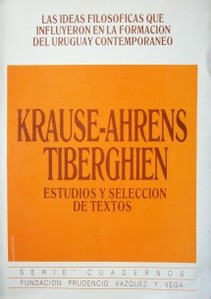 LAS IDEAS FILOSOFICAS QUE
INFLUYERON EN LA FORMACION
DEL URUGUAY CONTEMPORANEO
KRAUSE-AHRENS
TIBERGHIEN
ESTUDIOS Y SELECCION
DE TEXTOS
SERIE CUADERNOS
FUNDACION PRUDENCIO VAZQUEZ Y VEGA